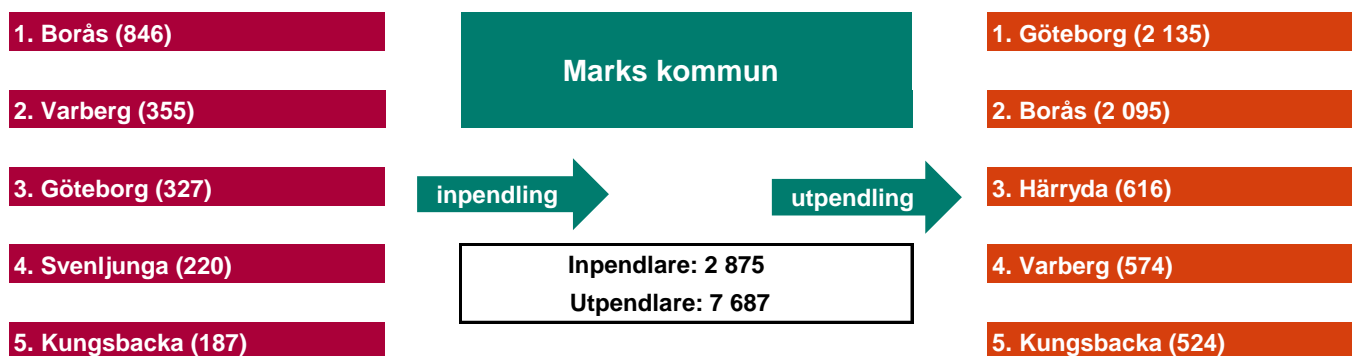 1. Borås (846)
2. Varberg (355)
3. Göteborg (327)
4. Svenljunga (220)
5. Kungsbacka (187)
Marks kommun
inpendling
utpendling
Inpendlare: 2 875
Utpendlare: 7 687
1. Göteborg (2 135)
2. Borås (2 095)
3. Härryda (616)
4. Varberg (574)
5. Kungsbacka (524)